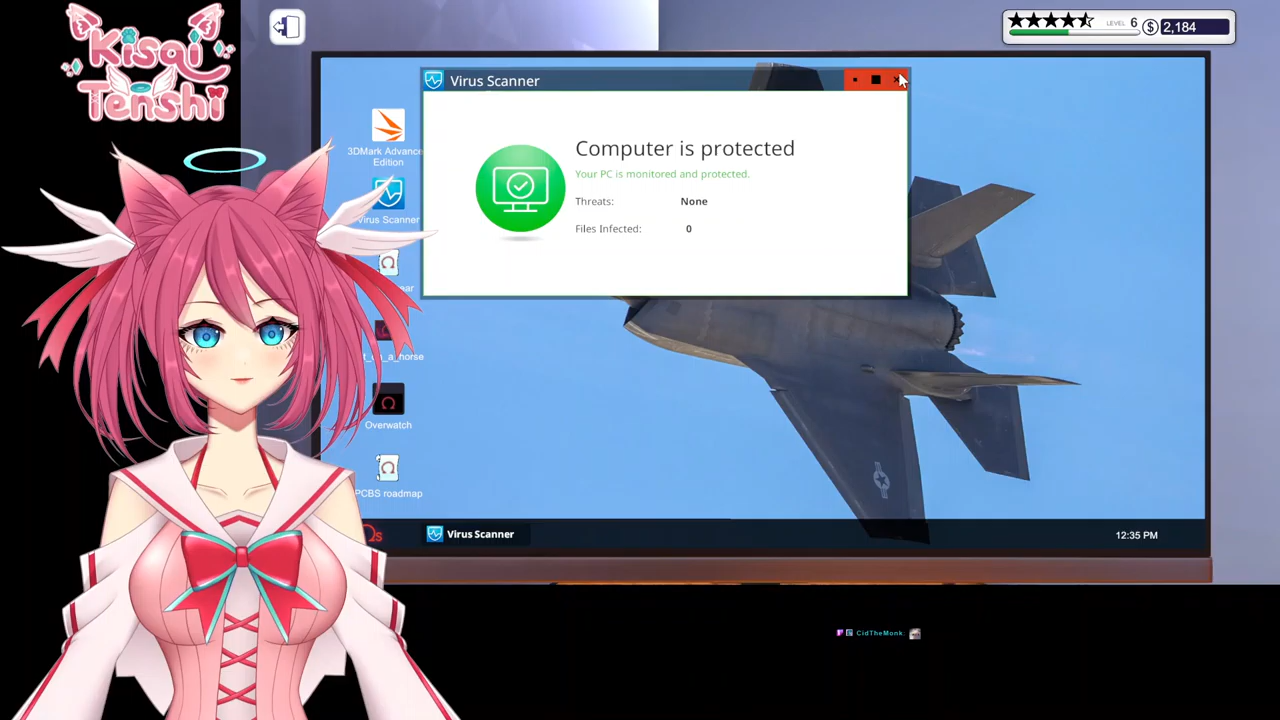 Kisai
Tenshi
LEVEL 6
$ 2,184
Virus Scanner
Computer is protected
Your PC is monitored and protected.
Threats: None
Files Infected: 0
3DMark Advance
Edition
Virus Scanner
Overwatch
PCBS roadmap
Virus Scanner
12:35 PM
CidTheMonk: